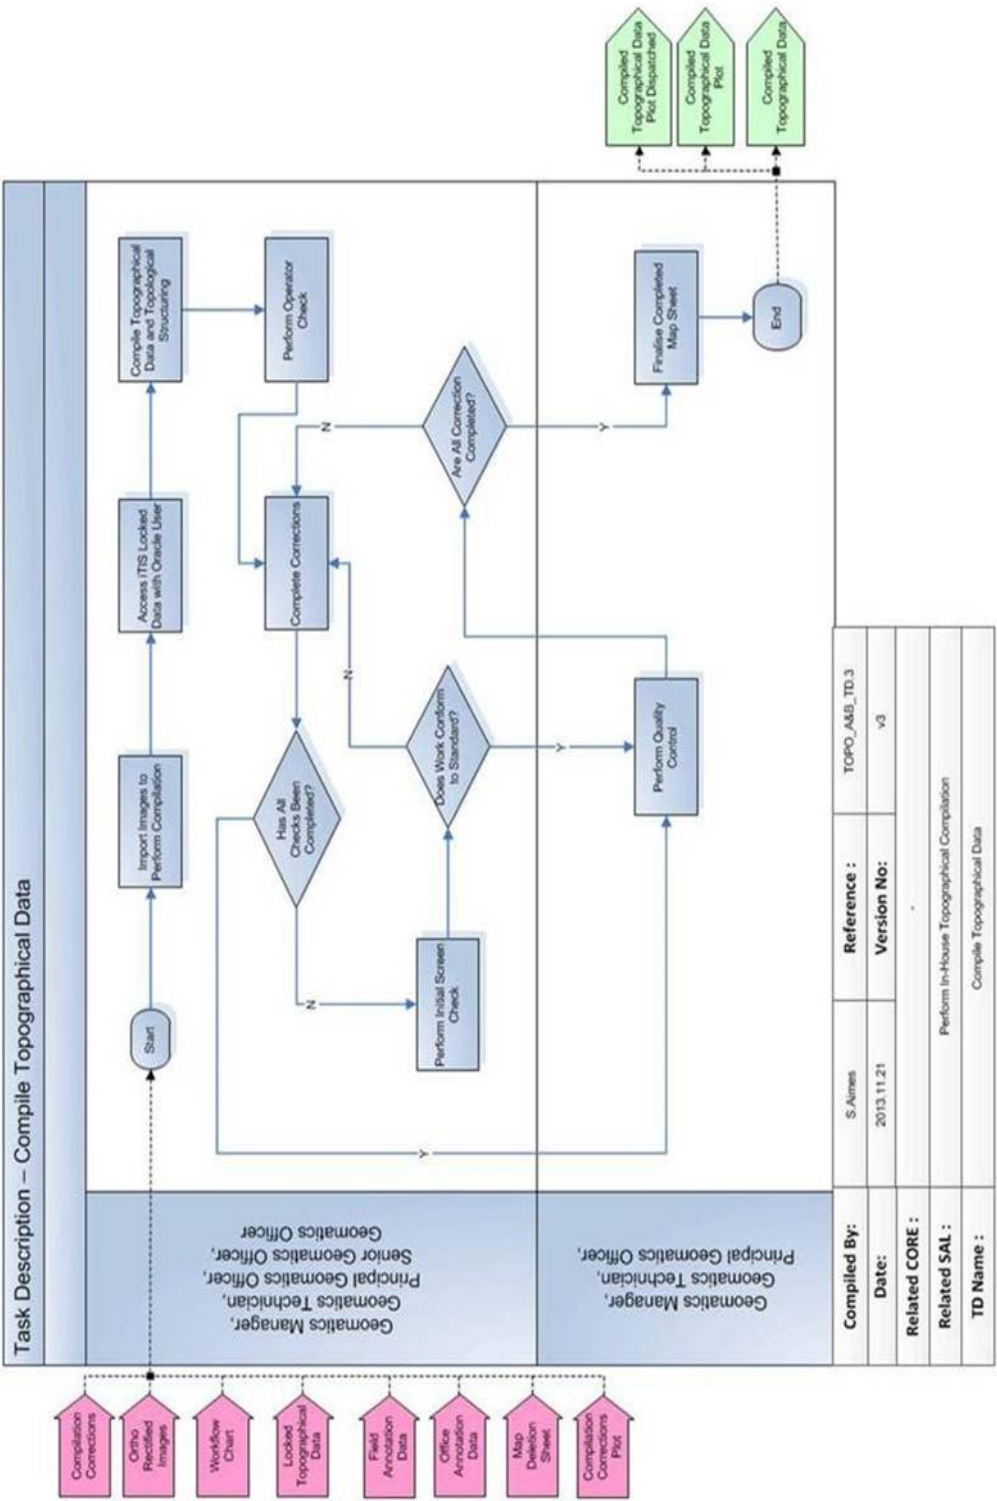 Task Description – Compile Topographical Data
Compilation
Corrections
Ortho
Rectified
Images
Workflow
Chart
Locked
Topographical
Data
Field
Annotation
Data
Office
Annotation
Data
Map
Deletion
Sheet
Compilation
Corrections
Plot
Geomatics Manager,
Geomatics Technician,
Principal Geomatics Officer,
Senior Geomatics Officer,
Geomatics Officer
Start
Import Images to
Perform Compilation
Access iTIS Locked
Data with Oracle User
Compile Topographical
Data and Topological
Structuring
Perform Operator
Check
Complete Corrections
Has All
Checks Been
Completed?
N
Y
Perform Initial Screen
Check
Does Work Conform
to Standard?
N
Y
Are All Correction
Completed?
N
Y
Geomatics Manager,
Geomatics Technician,
Principal Geomatics Officer,
Perform Quality
Control
Finalise Completed
Map Sheet
End
Compiled
Topographical Data
Plot Dispatched
Compiled
Topographical Data
Plot
Compiled
Topographical Data
Compiled By: S.Aimes Reference : TOPO_A&B_TD.3
Date: 2013.11.21 Version No: v3
Related CORE : -
Related SAL : Perform In-House Topographical Compilation
TD Name : Compile Topographical Data